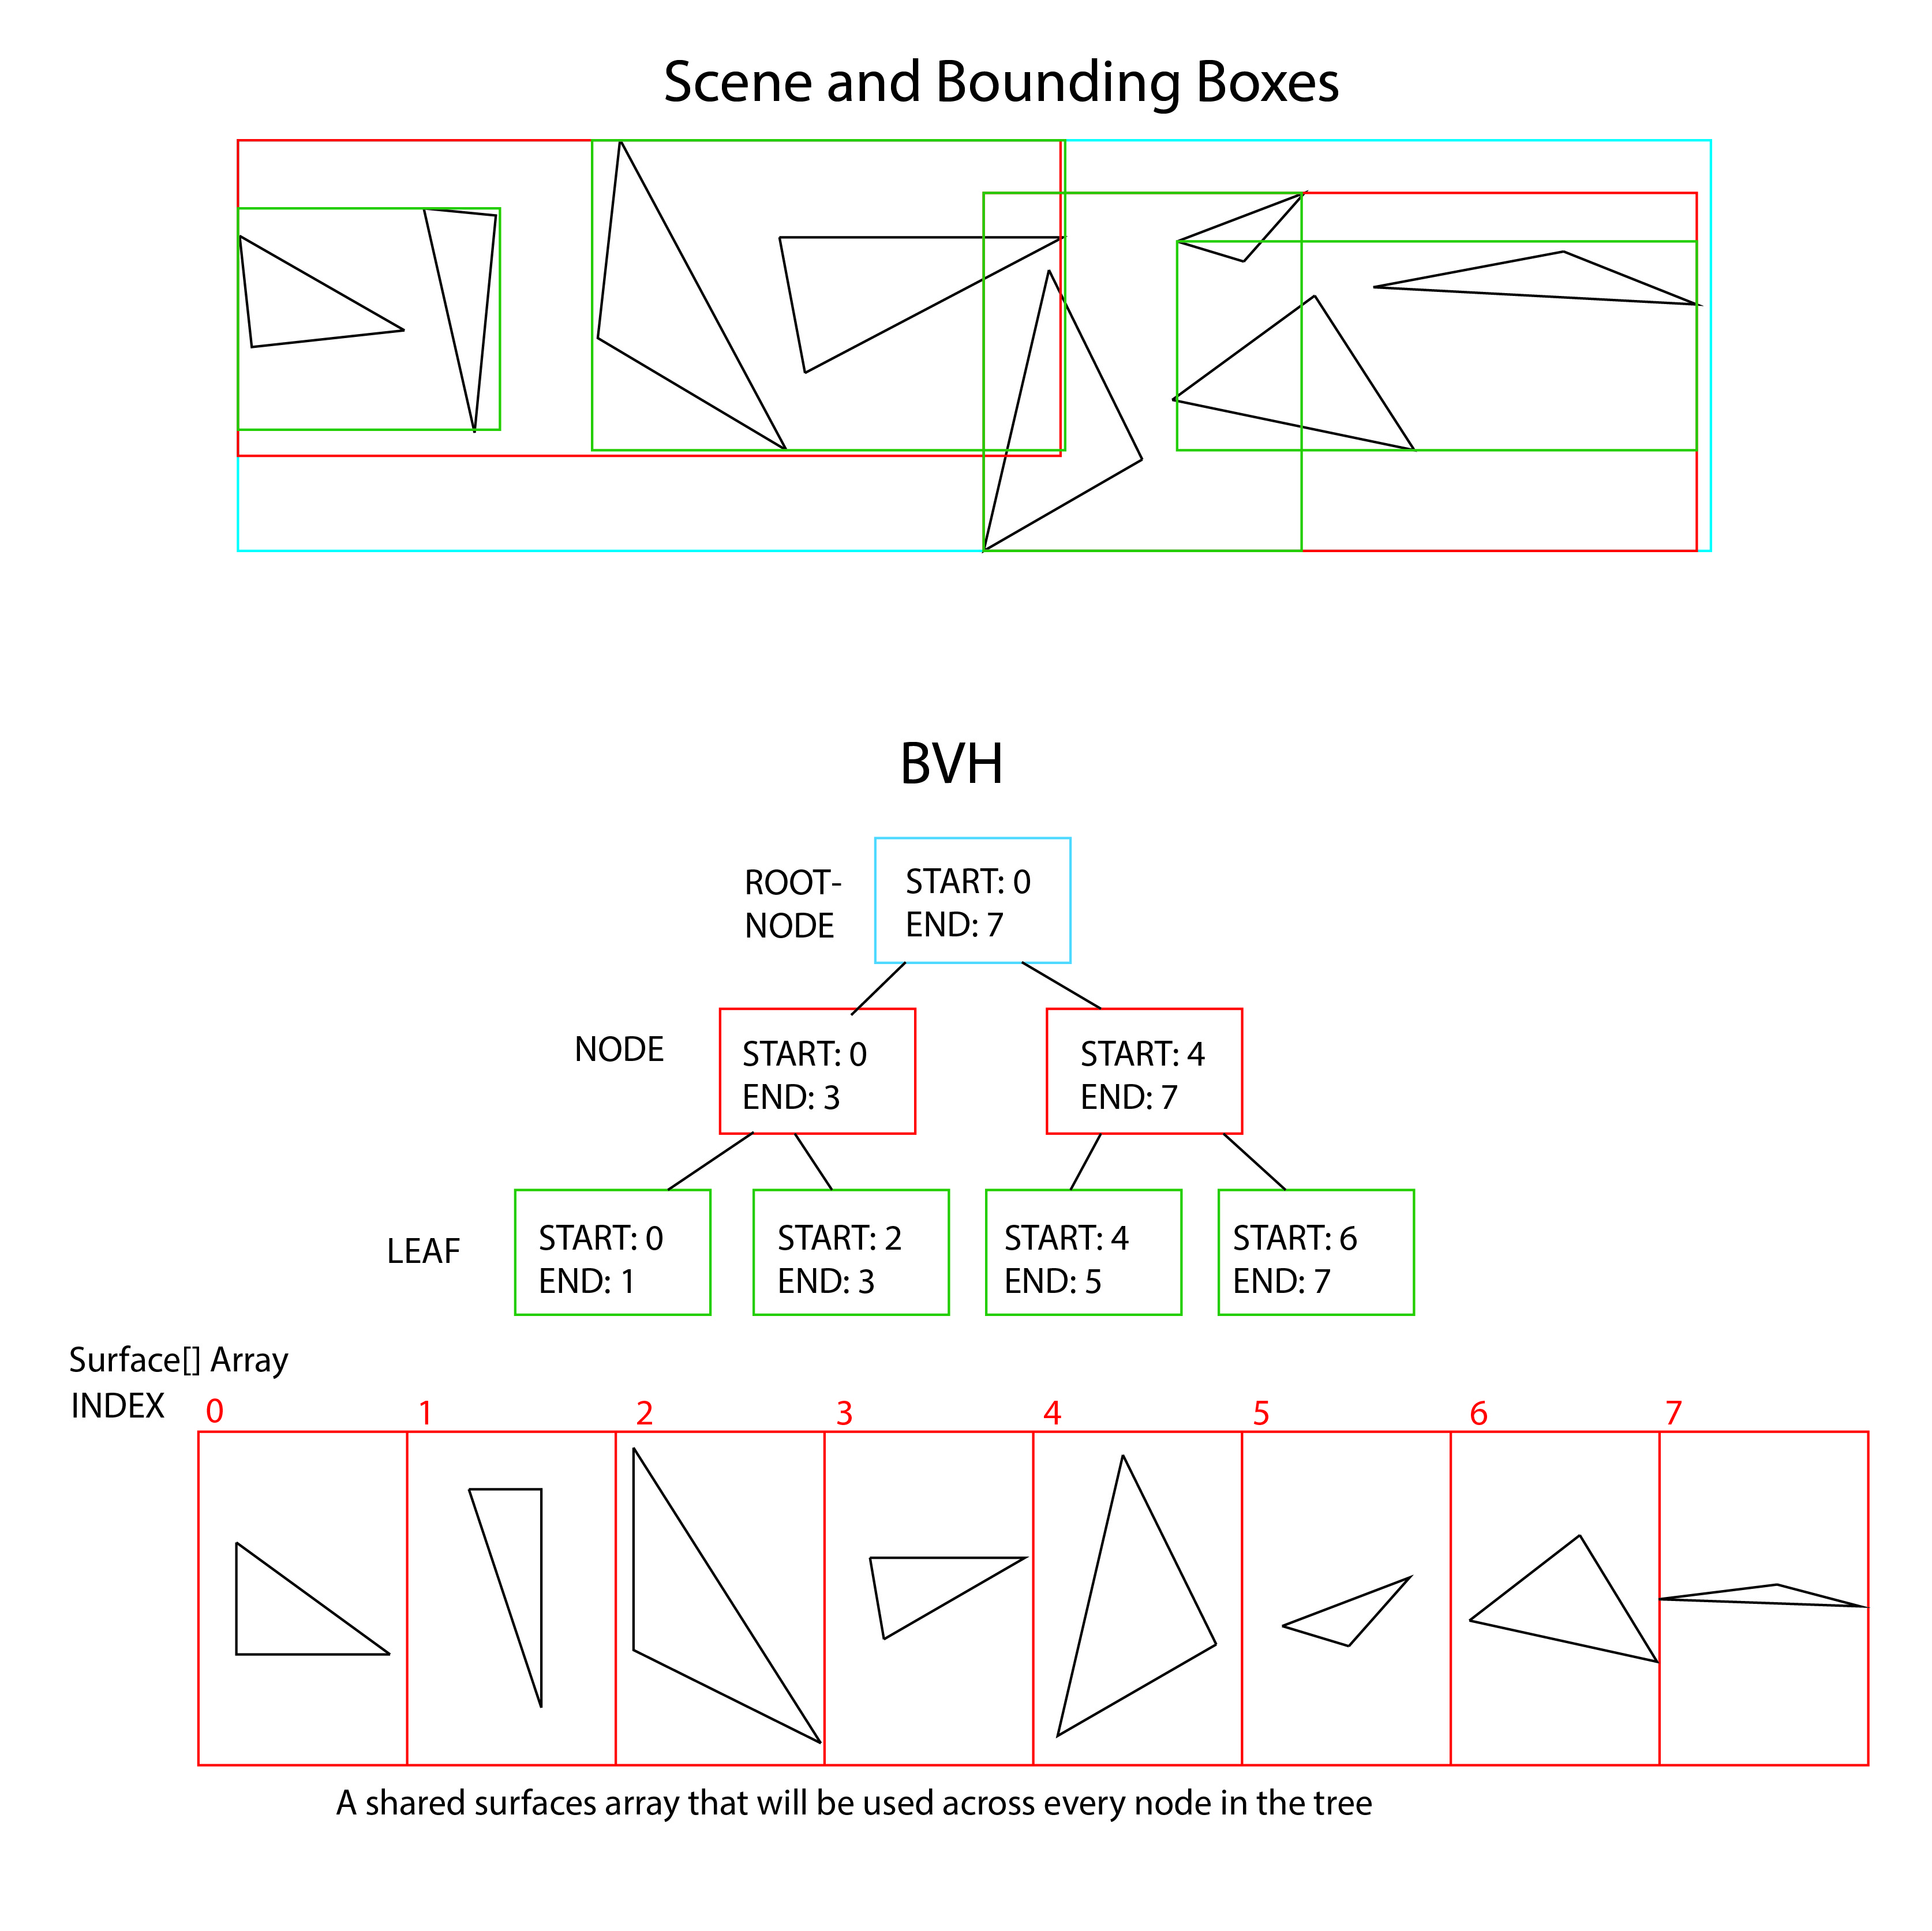 Scene and Bounding Boxes
BVH
ROOT-
NODE
START: 0
END: 7
NODE
START: 0
END: 3
START: 4
END: 7
LEAF
START: 0
END: 1
START: 2
END: 3
START: 4
END: 5
START: 6
END: 7
Surface[] Array
INDEX
0 1 2 3 4 5 6 7
A shared surfaces array that will be used across every node in the tree